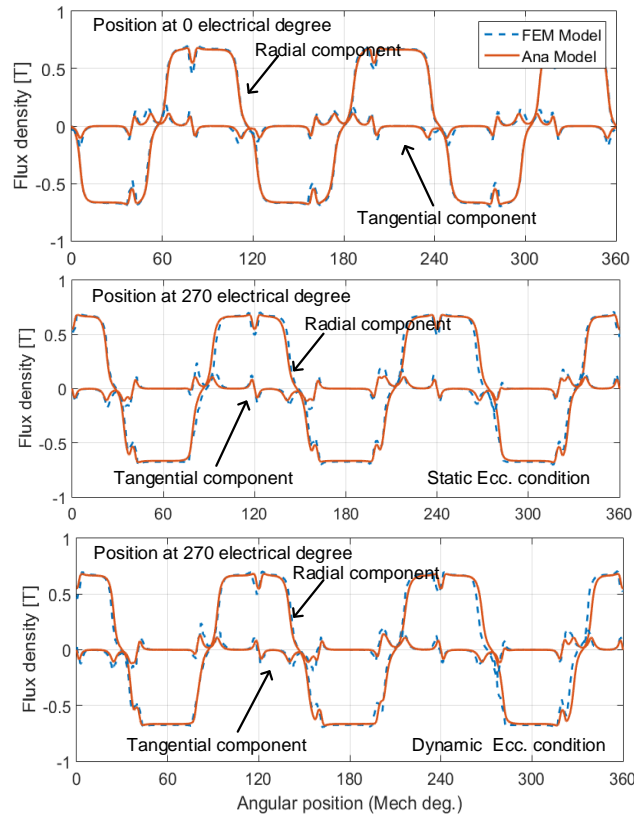 Position at 0 electrical degree
Radial component
FEM Model
Ana Model
Tangential component
Flux density [T]
1
0.5
0
-0.5
-1
0
60
120
180
240
300
360
Position at 270 electrical degree
Radial component
Tangential component
Static Ecc. condition
Flux density [T]
1
0.5
0
-0.5
-1
0
60
120
180
240
300
360
Position at 270 electrical degree
Radial component
Tangential component
Dynamic Ecc. condition
Flux density [T]
1
0.5
0
-0.5
-1
0
60
120
180
240
300
360
Angular position (Mech deg.)